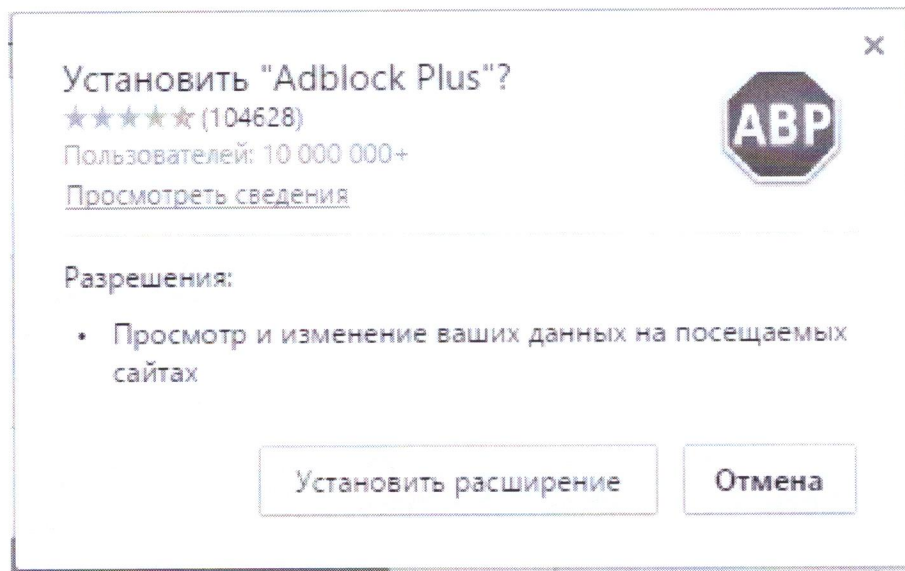 Установить "Adblock Plus"?
(104628)
Пользователей: 10 000 000+
Просмотреть сведения
ABP
Разрешения:
• Просмотр и изменение ваших данных на посещаемых
сайтах
Установить расширение
Отмена